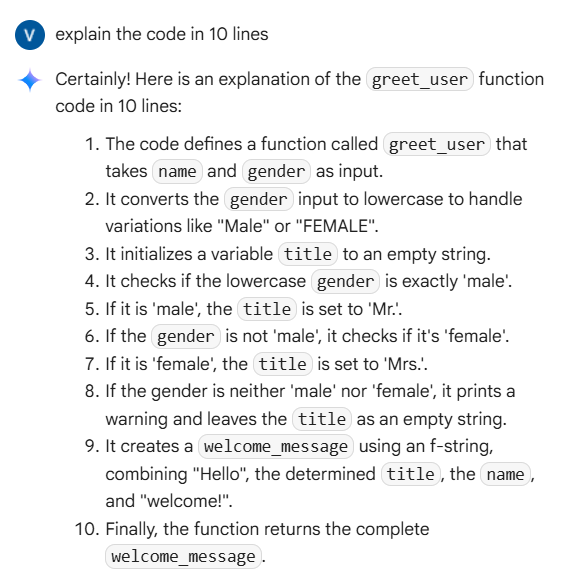 V
explain the code in 10 lines
Certainly! Here is an explanation of the greet_user function
code in 10 lines:
1. The code defines a function called greet_user that
takes name and gender as input.
2. It converts the gender input to lowercase to handle
variations like "Male" or "FEMALE".
3. It initializes a variable title to an empty string.
4. It checks if the lowercase gender is exactly 'male'.
5. If it is 'male', the title is set to 'Mr.'.
6. If the gender is not 'male', it checks if it's 'female'.
7. If it is 'female', the title is set to 'Mrs.'.
8. If the gender is neither 'male' nor 'female', it prints a
warning and leaves the title as an empty string.
9. It creates a welcome_message using an f-string,
combining "Hello", the determined title, the name,
and "welcome!".
10. Finally, the function returns the complete
welcome_message.